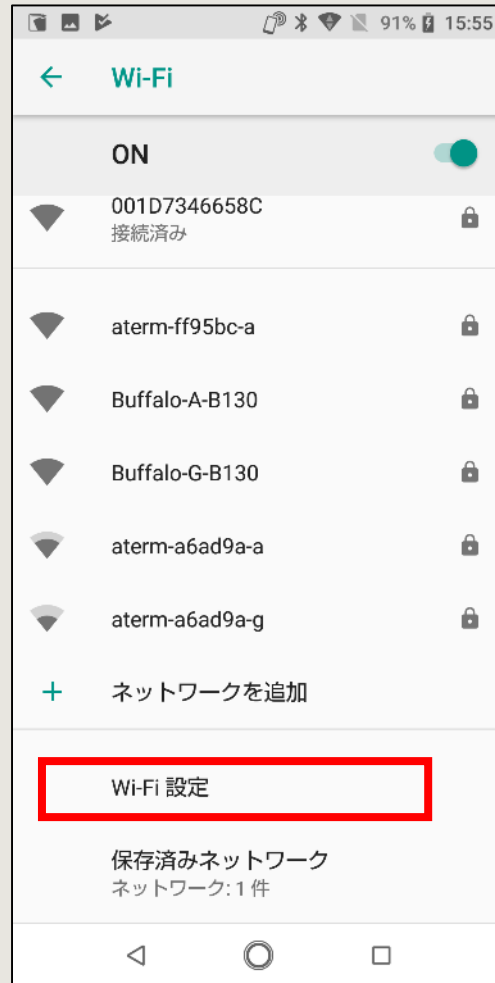 91% 15:55
Wi-Fi
ON
001D7346658C
接続済み
aterm-ff95bc-a
Buffalo-A-B130
Buffalo-G-B130
aterm-a6ad9a-a
aterm-a6ad9a-g
ネットワークを追加
Wi-Fi 設定
保存済みネットワーク
ネットワーク: 1 件